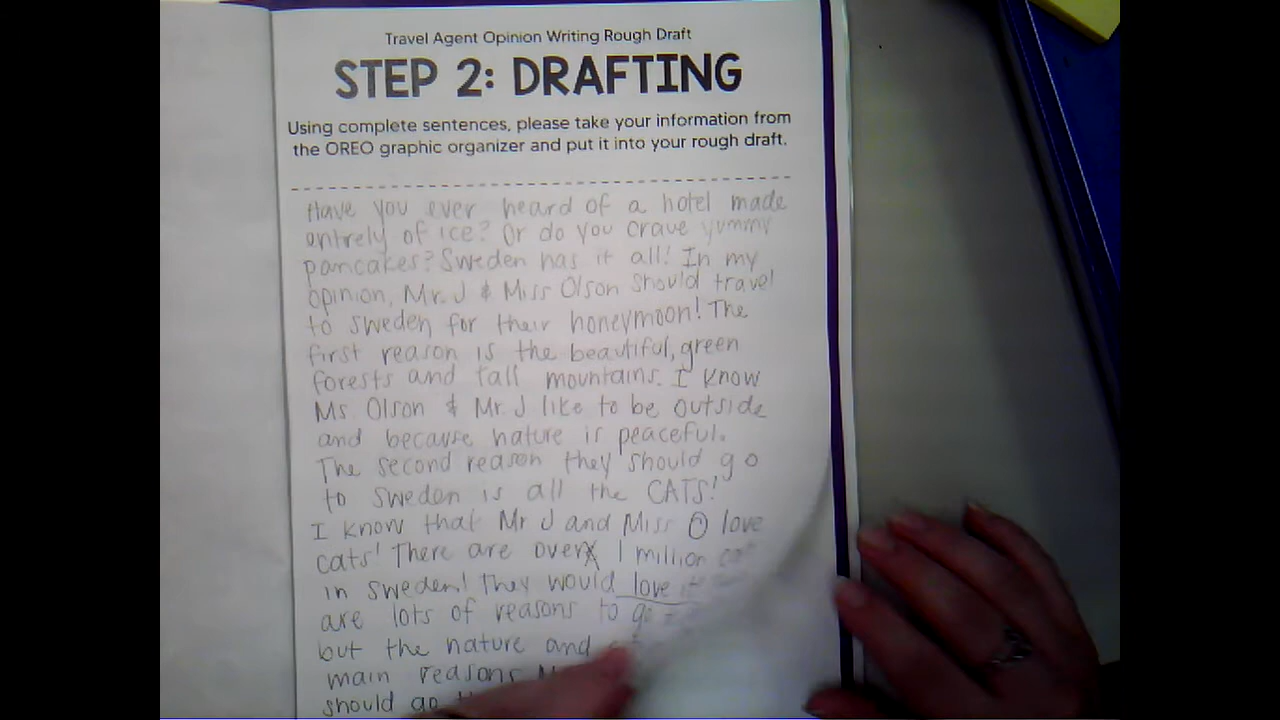 Travel Agent Opinion Writing Rough Draft
STEP 2: DRAFTING
Using complete sentences, please take your information from
the OREO graphic organizer and put it into your rough draft.
Have you ever heard of a hotel made
entirely of ice? Or do you crave yummy
pancakes? Sweden has it all! In my
opinion, Mr. J & Miss Olson should travel
to Sweden for their honeymoon! The
first reason is the beautiful, green
forests and tall mountains. I know
Ms Olson & Mr. J like to be outside
and because nature is peaceful.
The second reason they should go
to Sweden is all the CATS!
I know that Mr J and Miss O love
cats! There are over 1 million
in Sweden! They would love it
are lots of reasons to go
but the nature and
main reasons
should go